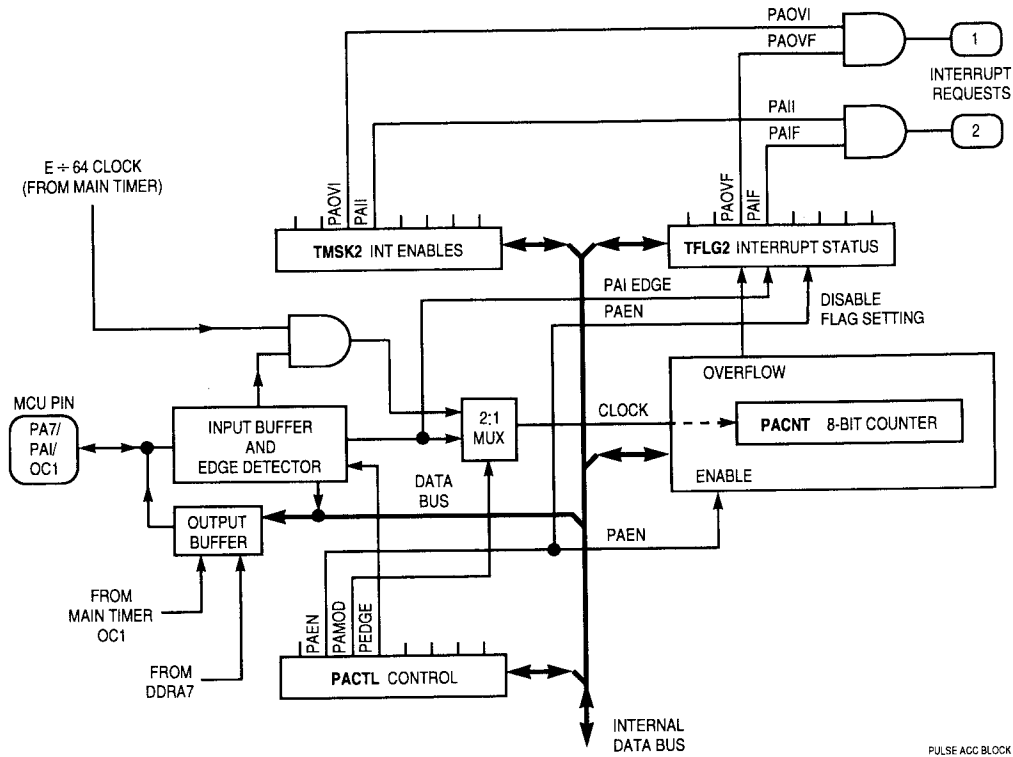 PAOVI
PAOVF
1
INTERRUPT
REQUESTS
PAII
PAIF
2
E ÷ 64 CLOCK
(FROM MAIN TIMER)
PAOVI
PAII
PAOVF
PAIF
TMSK2 INT ENABLES
TFLG2 INTERRUPT STATUS
PAI EDGE
PAEN
DISABLE
FLAG SETTING
OVERFLOW
MCU PIN
PA7/
PAI/
OC1
INPUT BUFFER
AND
EDGE DETECTOR
2:1
MUX
CLOCK
PACNT 8-BIT COUNTER
DATA
BUS
ENABLE
OUTPUT
BUFFER
PAEN
FROM
MAIN TIMER
OC1
PAEN
PAMOD
PEDGE
FROM
DDRA7
PACTL CONTROL
INTERNAL
DATA BUS
PULSE ACC BLOCK